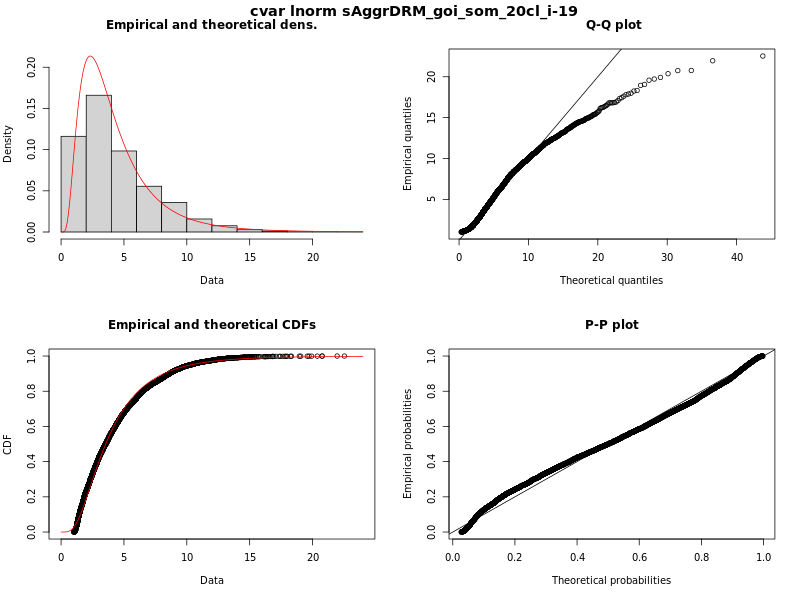 cvar lnorm sAggrDRM_goi_som_20cl_i-19
Empirical and theoretical dens.
Density
0.00 0.05 0.10 0.15 0.20
0 5 10 15 20
Data
Q-Q plot
Empirical quantiles
5 10 15 20
0 10 20 30 40
Theoretical quantiles
Empirical and theoretical CDFs
CDF
0.0 0.2 0.4 0.6 0.8 1.0
0 5 10 15 20
Data
P-P plot
Empirical probabilities
0.0 0.2 0.4 0.6 0.8 1.0
0.0 0.2 0.4 0.6 0.8 1.0
Theoretical probabilities